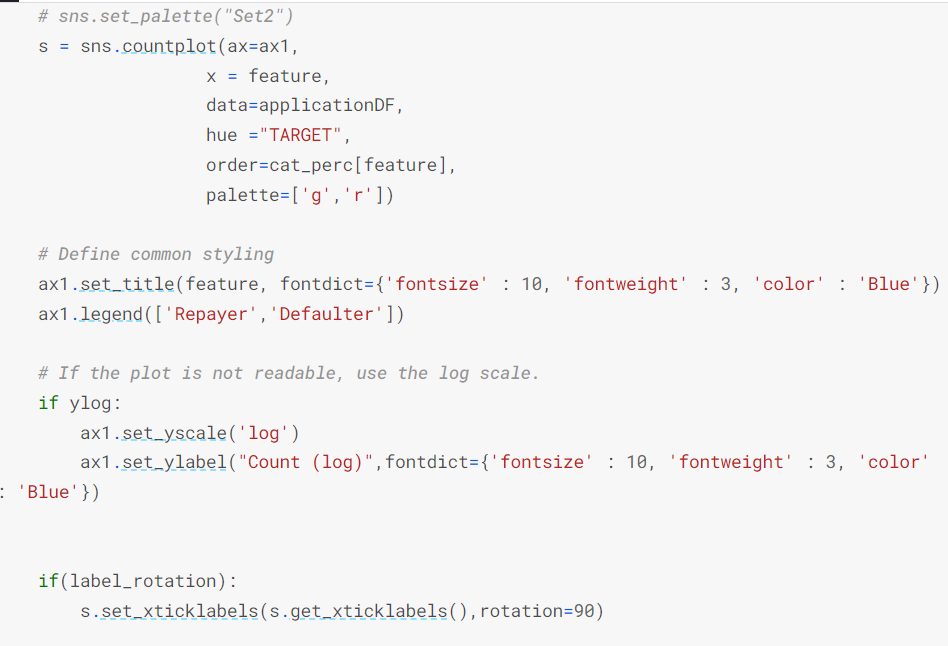 # sns.set_palette("Set2")
s = sns.countplot(ax=ax1,
x = feature,
data=applicationDF,
hue ="TARGET",
order=cat_perc[feature],
palette=['g','r'])
# Define common styling
ax1.set_title(feature, fontdict={'fontsize' : 10, 'fontweight' : 3, 'color' : 'Blue'})
ax1.legend(['Repayer','Defaulter'])
# If the plot is not readable, use the log scale.
if ylog:
ax1.set_yscale('log')
ax1.set_ylabel("Count (log)",fontdict={'fontsize' : 10, 'fontweight' : 3, 'color'
: 'Blue'})
if(label_rotation):
s.set_xticklabels(s.get_xticklabels(),rotation=90)